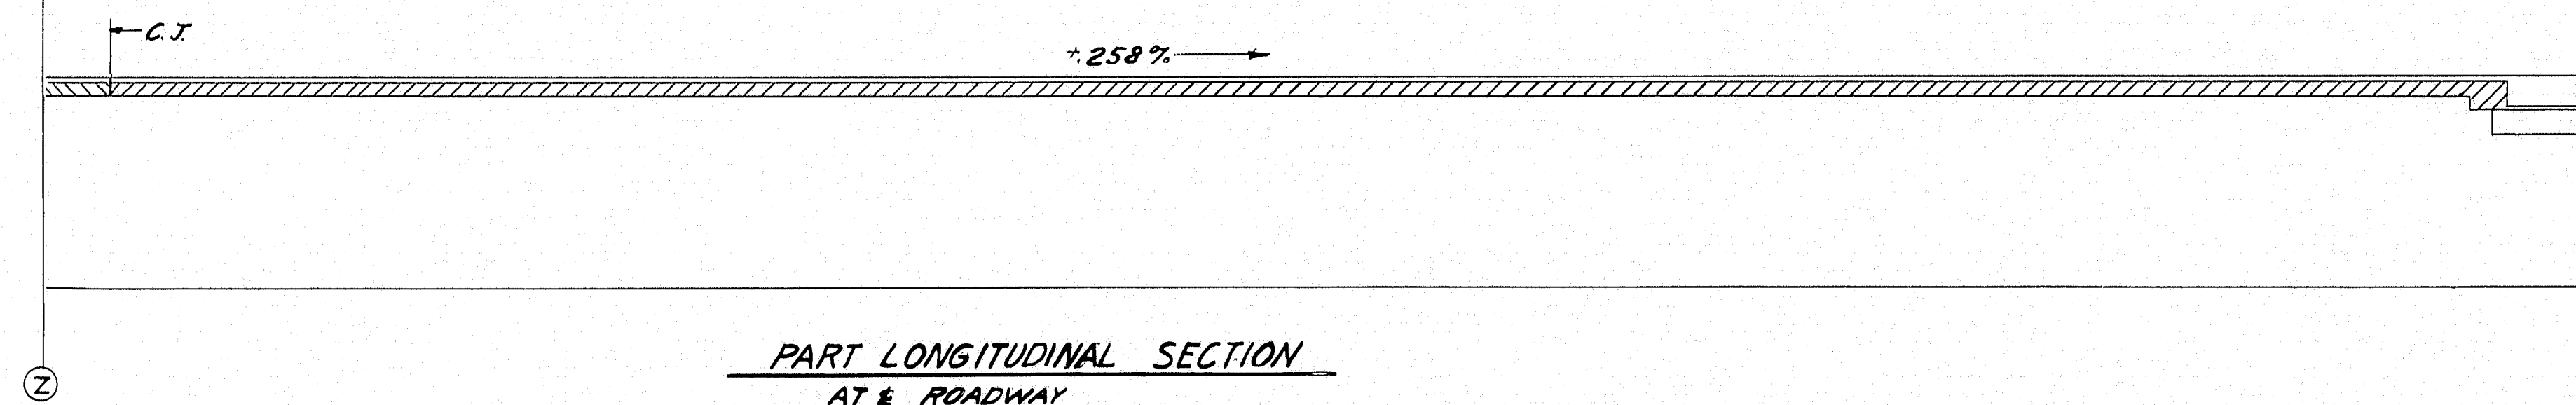 C.J.
+.258%
PART LONGITUDINAL SECTION
AT ℄ ROADWAY
Z